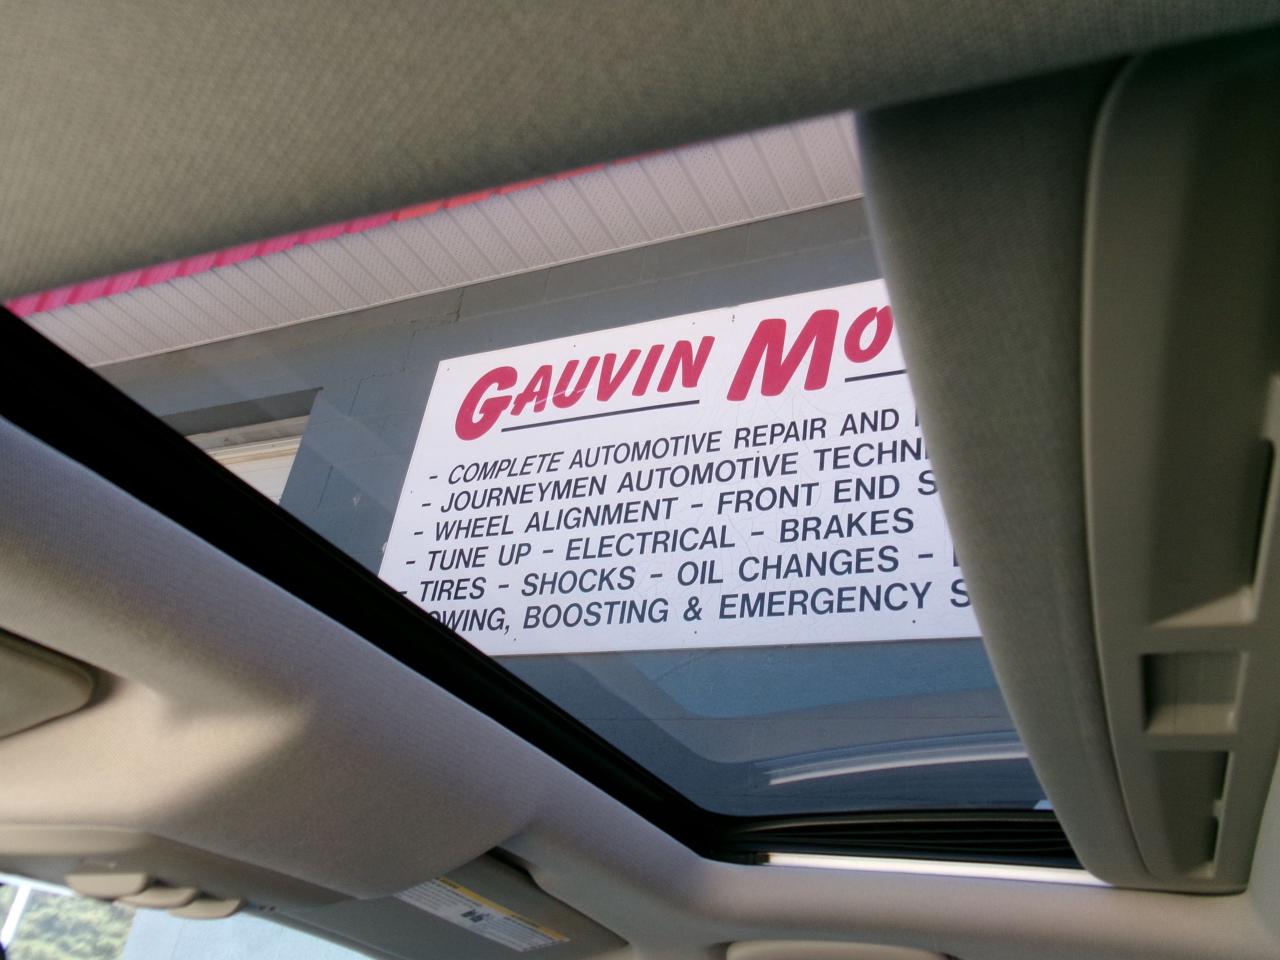 GAUVIN MO
- COMPLETE AUTOMOTIVE REPAIR AND
- JOURNEYMEN AUTOMOTIVE TECHN
- WHEEL ALIGNMENT - FRONT END S
- TUNE UP - ELECTRICAL - BRAKES
- TIRES - SHOCKS - OIL CHANGES -
OWING, BOOSTING & EMERGENCY S